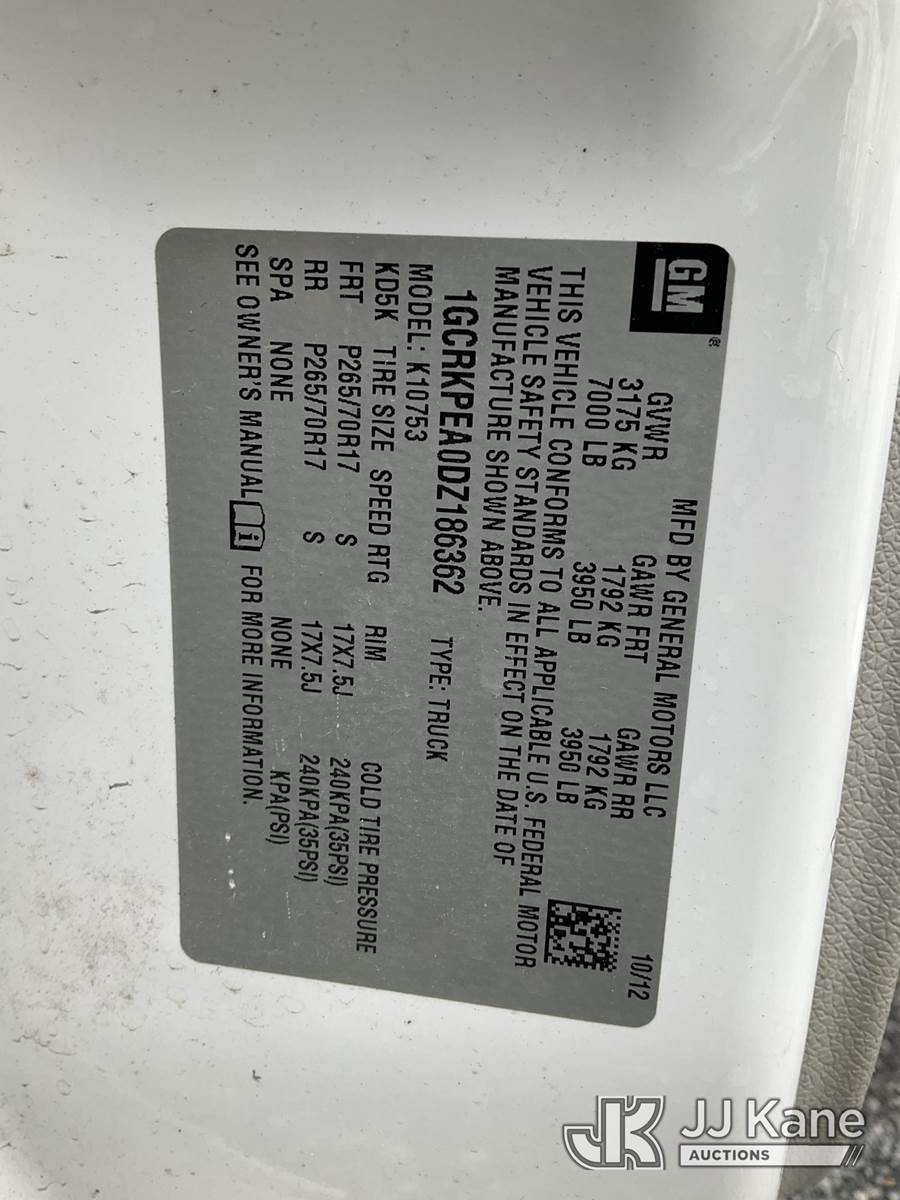 GM
MFD BY GENERAL MOTORS LLC 10/12
GVWR GAWR FRT GAWR RR
3175 KG 1792 KG 1792 KG
7000 LB 3950 LB 3950 LB
THIS VEHICLE CONFORMS TO ALL APPLICABLE U.S. FEDERAL MOTOR
VEHICLE SAFETY STANDARDS IN EFFECT ON THE DATE OF
MANUFACTURE SHOWN ABOVE.
1GCRKPEA0DZ186362 TYPE: TRUCK
MODEL: K10753
KD5K TIRE SIZE SPEED RTG RIM COLD TIRE PRESSURE
FRT P265/70R17 S 17X7.5J 240KPA(35PSI)
RR P265/70R17 S 17X7.5J 240KPA(35PSI)
SPA NONE NONE KPA(PSI)
SEE OWNER'S MANUAL i FOR MORE INFORMATION.
JK JJ Kane
AUCTIONS